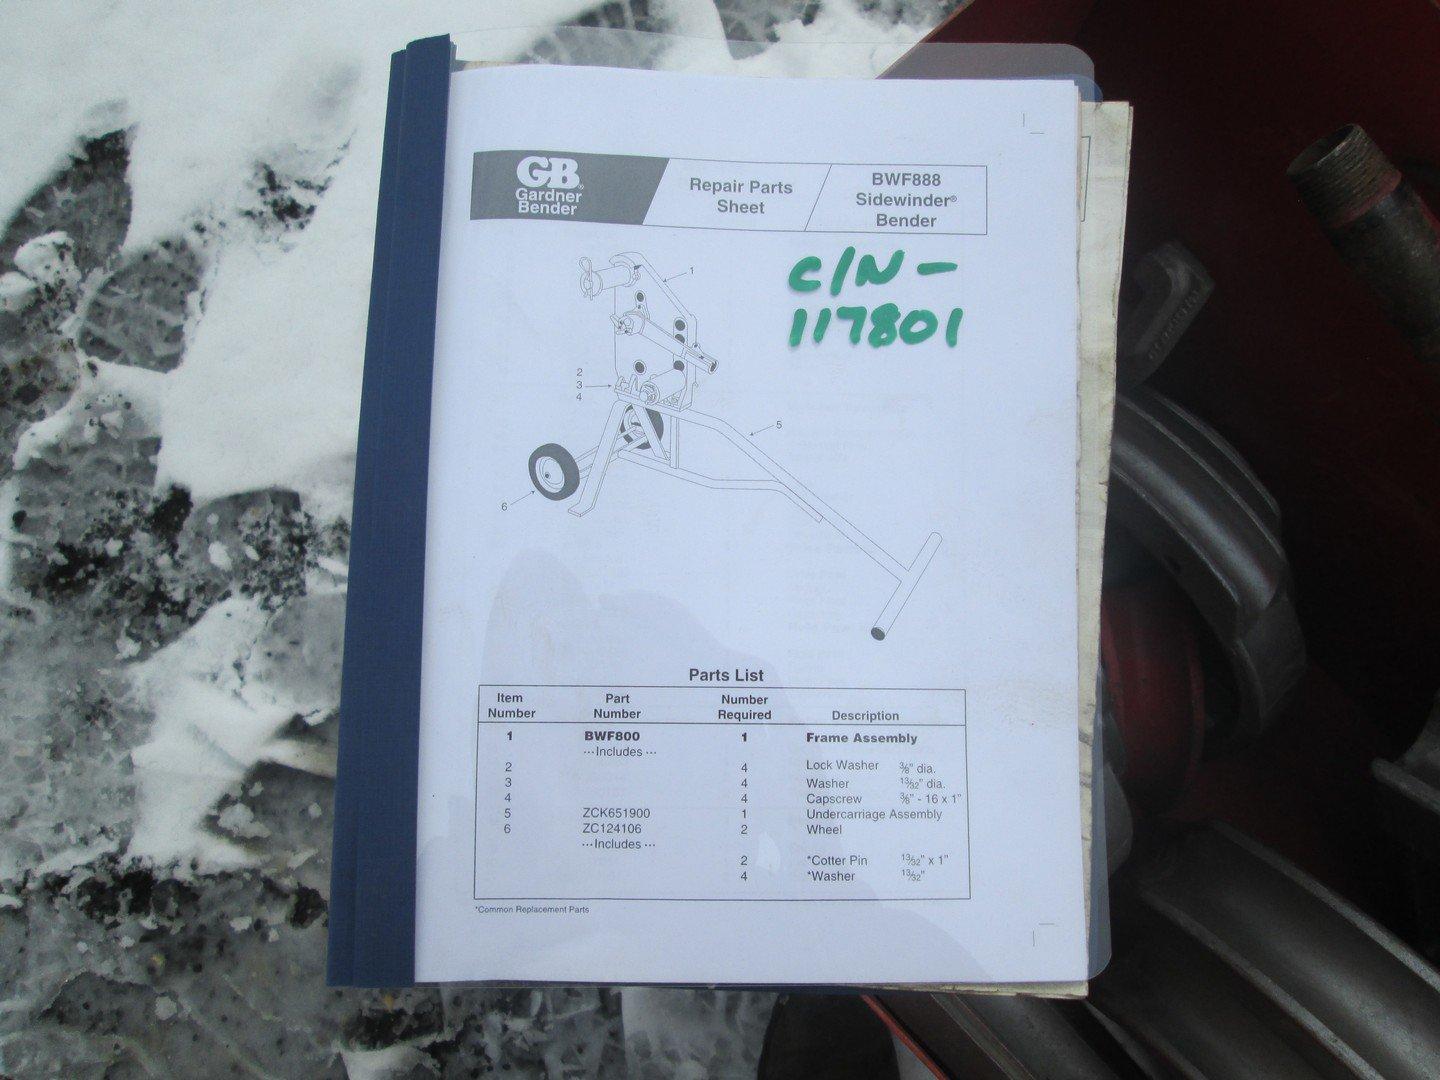 GB®
Gardner
Bender
Repair Parts
Sheet
BWF888
Sidewinder®
Bender
C/N-
117801
1
2
3
4
5
6
Parts List
Item Number Part Number Number Required Description
1 BWF800 1 Frame Assembly
···Includes ···
2 4 Lock Washer 3/8" dia.
3 4 Washer 13/32" dia.
4 4 Capscrew 3/8" - 16 x 1"
5 ZCK651900 1 Undercarriage Assembly
6 ZC124106 2 Wheel
···Includes ···
2 *Cotter Pin 13/32" x 1"
4 *Washer 13/32"
*Common Replacement Parts